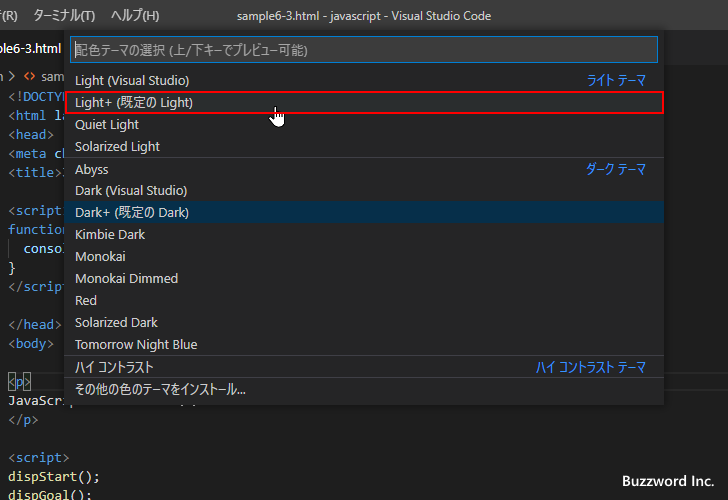 (R) ターミナル(T) ヘルプ(H)
sample6-3.html - javascript - Visual Studio Code
ple6-3.html
配色テーマの選択 (上/下キーでプレビュー可能)
Light (Visual Studio) ライト テーマ
Light+ (既定の Light)
Quiet Light
Solarized Light
Abyss ダーク テーマ
Dark (Visual Studio)
Dark+ (既定の Dark)
Kimbie Dark
Monokai
Monokai Dimmed
Red
Solarized Dark
Tomorrow Night Blue
ハイ コントラスト ハイ コントラスト テーマ
その他の色のテーマをインストール...
n > <> sam
<!DOCTY
<html la
<head>
<meta ch
<title>
<script
function
consol
}
</script
</head>
<body>
<p>
JavaScri
</p>
<script>
dispStart();
dispGoal();
Buzzword Inc.